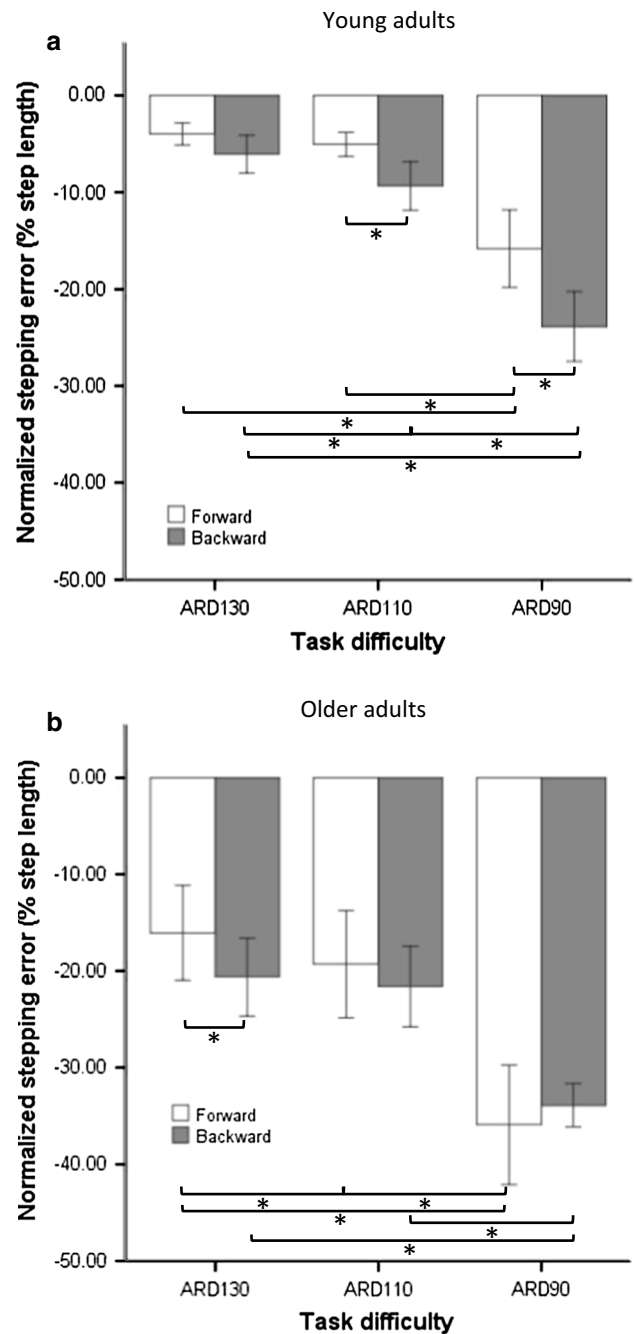 Young adults
a
Normalized stepping error (% step length)
0.00
-10.00
-20.00
-30.00
-40.00
-50.00
*
*
*
*
*
*
*
Forward
Backward
ARD130 ARD110 ARD90
Task difficulty
Older adults
b
Normalized stepping error (% step length)
0.00
-10.00
-20.00
-30.00
-40.00
-50.00
*
Forward
Backward
*
*
*
*
*
ARD130 ARD110 ARD90
Task difficulty